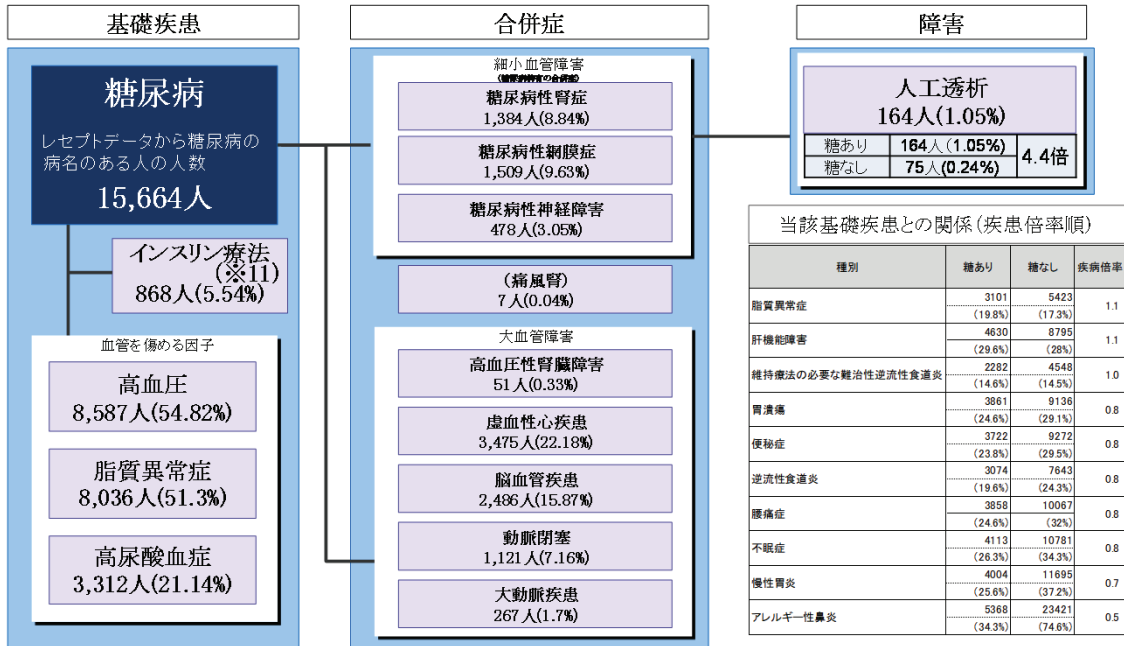 基礎疾患
糖尿病
レセプトデータから糖尿病の
病名のある人の人数
15,664人
インスリン療法
(※11)
868人(5.54%)
血管を傷める因子
高血圧
8,587人(54.82%)
脂質異常症
8,036人(51.3%)
高尿酸血症
3,312人(21.14%)
合併症
細小血管障害
糖尿病性腎症
1,384人(8.84%)
糖尿病性網膜症
1,509人(9.63%)
糖尿病性神経障害
478人(3.05%)
(痛風腎)
7人(0.04%)
大血管障害
高血圧性腎臓障害
51人(0.33%)
虚血性心疾患
3,475人(22.18%)
脳血管疾患
2,486人(15.87%)
動脈閉塞
1,121人(7.16%)
大動脈疾患
267人(1.7%)
障害
人工透析
164人(1.05%)
糖あり 164人(1.05%) 4.4倍
糖なし 75人(0.24%)
当該基礎疾患との関係(疾患倍率順)
種別 糖あり 糖なし 疾病倍率
脂質異常症 3101 5423 1.1
(19.8%) (17.3%)
肝機能障害 4630 8795 1.1
(29.6%) (28%)
維持療法の必要な難治性逆流性食道炎 2282 4548 1.0
(14.6%) (14.5%)
胃潰瘍 3861 9136 0.8
(24.6%) (29.1%)
便秘症 3722 9272 0.8
(23.8%) (29.5%)
逆流性食道炎 3074 7643 0.8
(19.6%) (24.3%)
腰痛症 3858 10067 0.8
(24.6%) (32%)
不眠症 4113 10781 0.8
(26.3%) (34.3%)
慢性胃炎 4004 11695 0.7
(25.6%) (37.2%)
アレルギー性鼻炎 5368 23421 0.5
(34.3%) (74.6%)